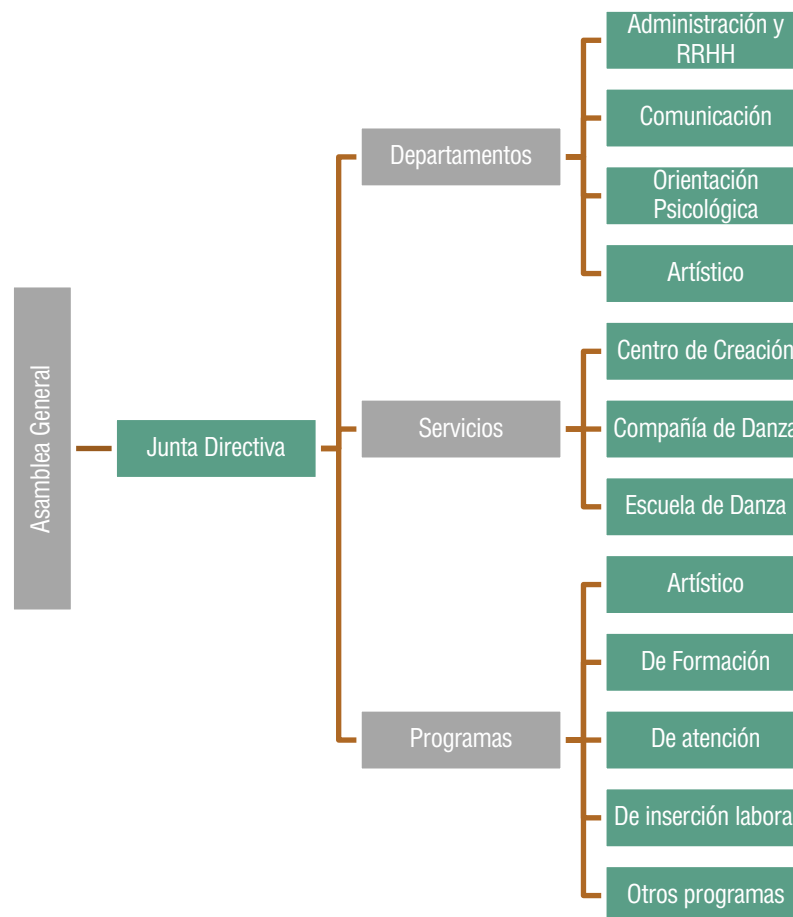 Asamblea General
Junta Directiva
Departamentos
Administración y
RRHH
Comunicación
Orientación
Psicológica
Artístico
Servicios
Centro de Creación
Compañía de Danza
Escuela de Danza
Programas
Artístico
De Formación
De atención
De inserción labora
Otros programas